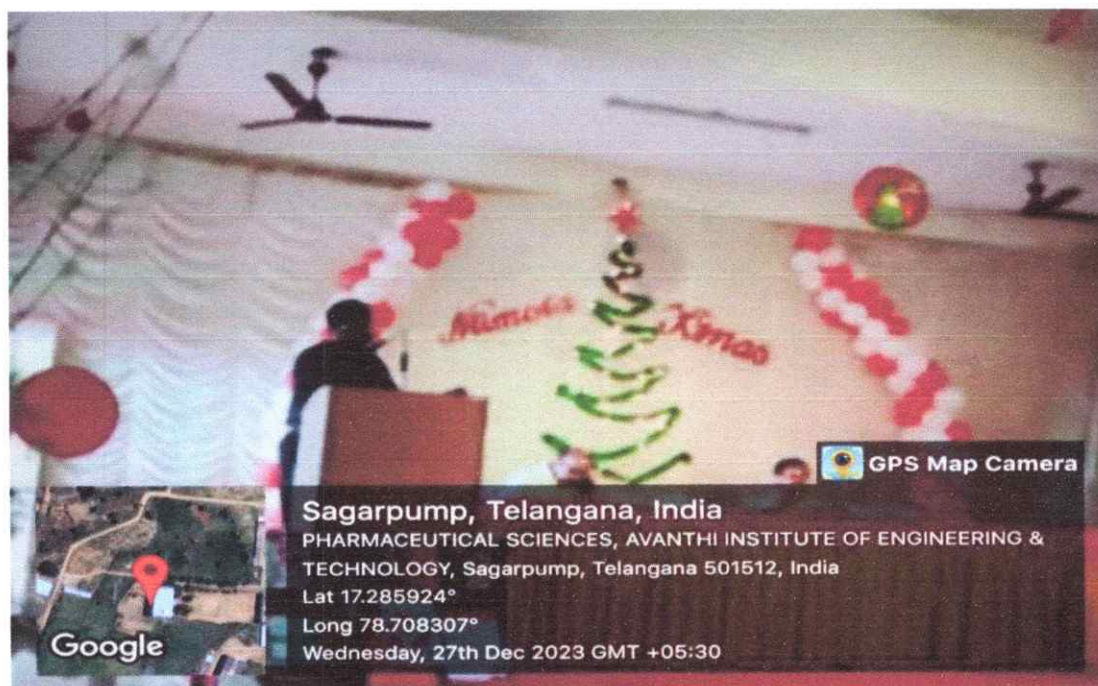 Xmas
GPS Map Camera
Sagarpump, Telangana, India
PHARMACEUTICAL SCIENCES, AVANTHI INSTITUTE OF ENGINEERING &
TECHNOLOGY, Sagarpump, Telangana 501512, India
Lat 17.285924°
Long 78.708307°
Wednesday, 27th Dec 2023 GMT +05:30
Google